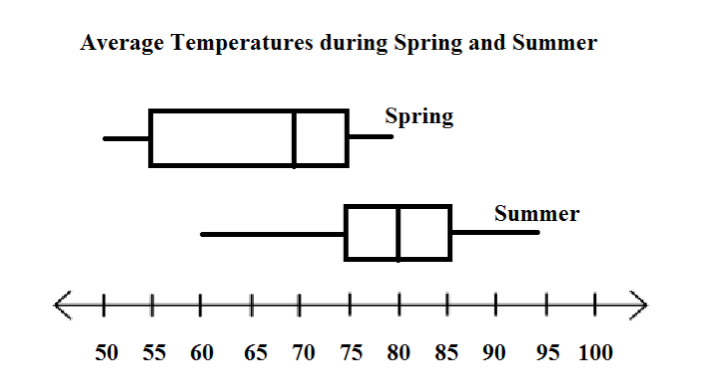 Average Temperatures during Spring and Summer
Spring
Summer
50 55 60 65 70 75 80 85 90 95 100